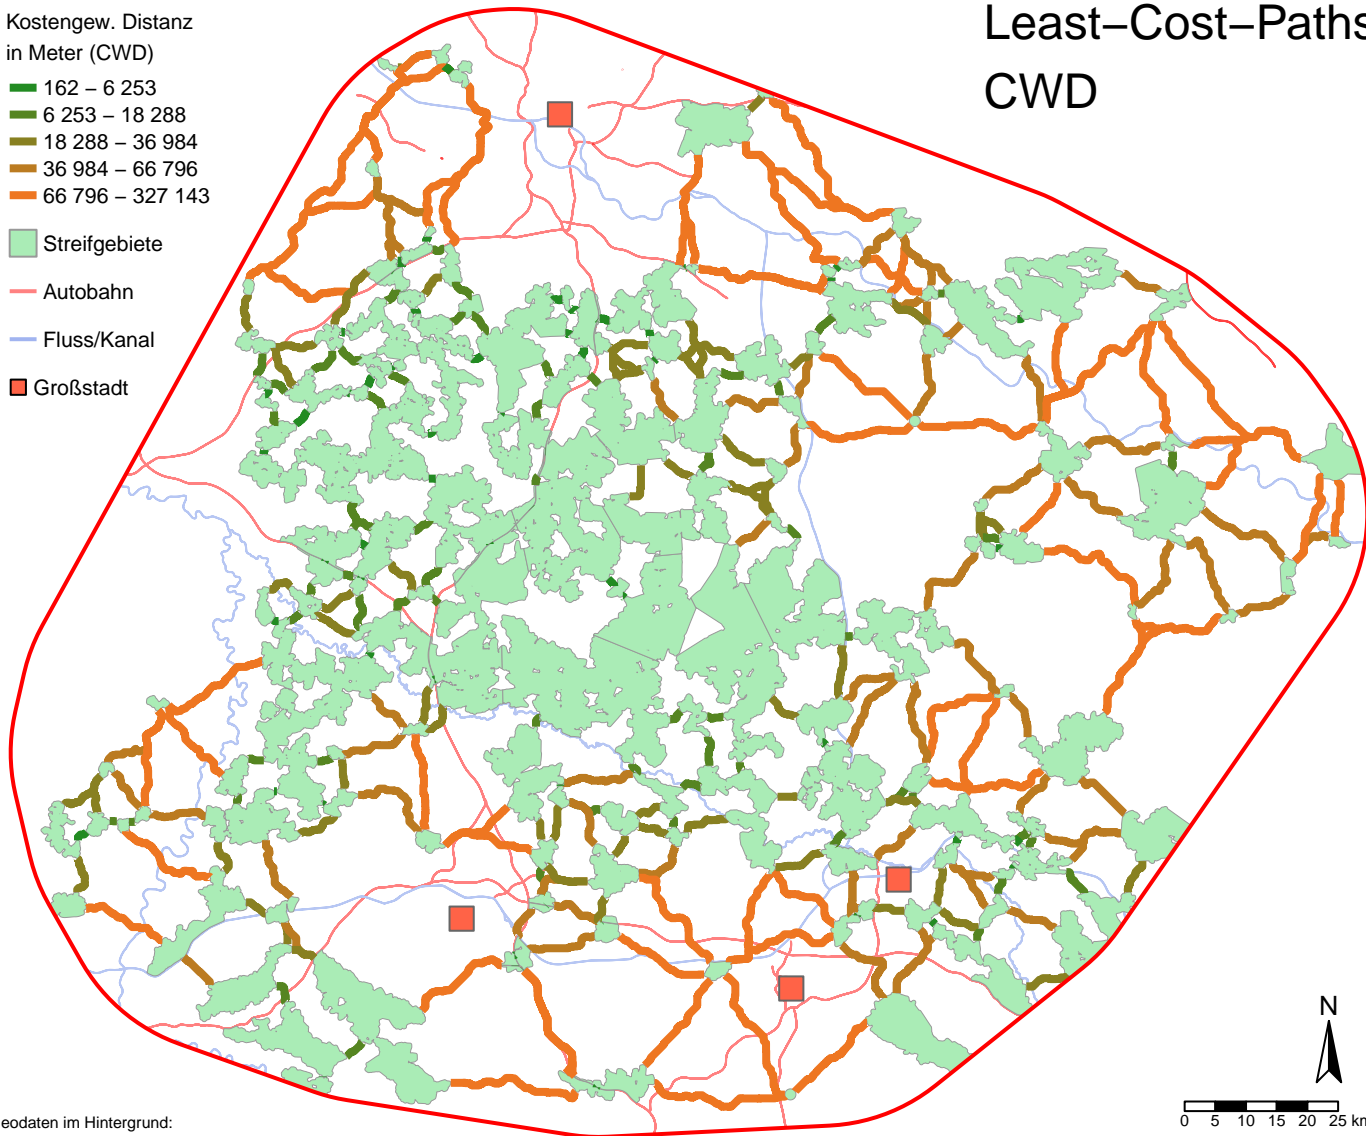 Least–Cost–Paths
CWD
Kostengew. Distanz
in Meter (CWD)
162 – 6 253
6 253 – 18 288
18 288 – 36 984
36 984 – 66 796
66 796 – 327 143
Streifgebiete
Autobahn
Fluss/Kanal
Großstadt
N
0 5 10 15 20 25 km
eodaten im Hintergrund: